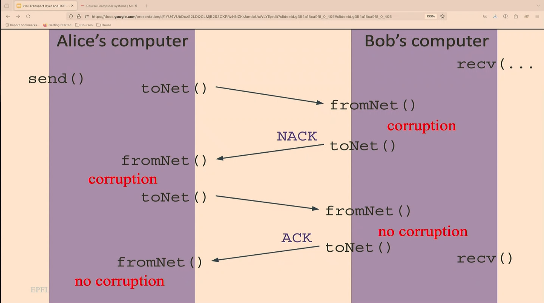 Alice's computer
Bob's computer
recv(...
send()
toNet()
fromNet()
corruption
NACK
toNet()
fromNet()
corruption
toNet()
fromNet()
no corruption
ACK
toNet()
fromNet()
recv()
no corruption
EPFL